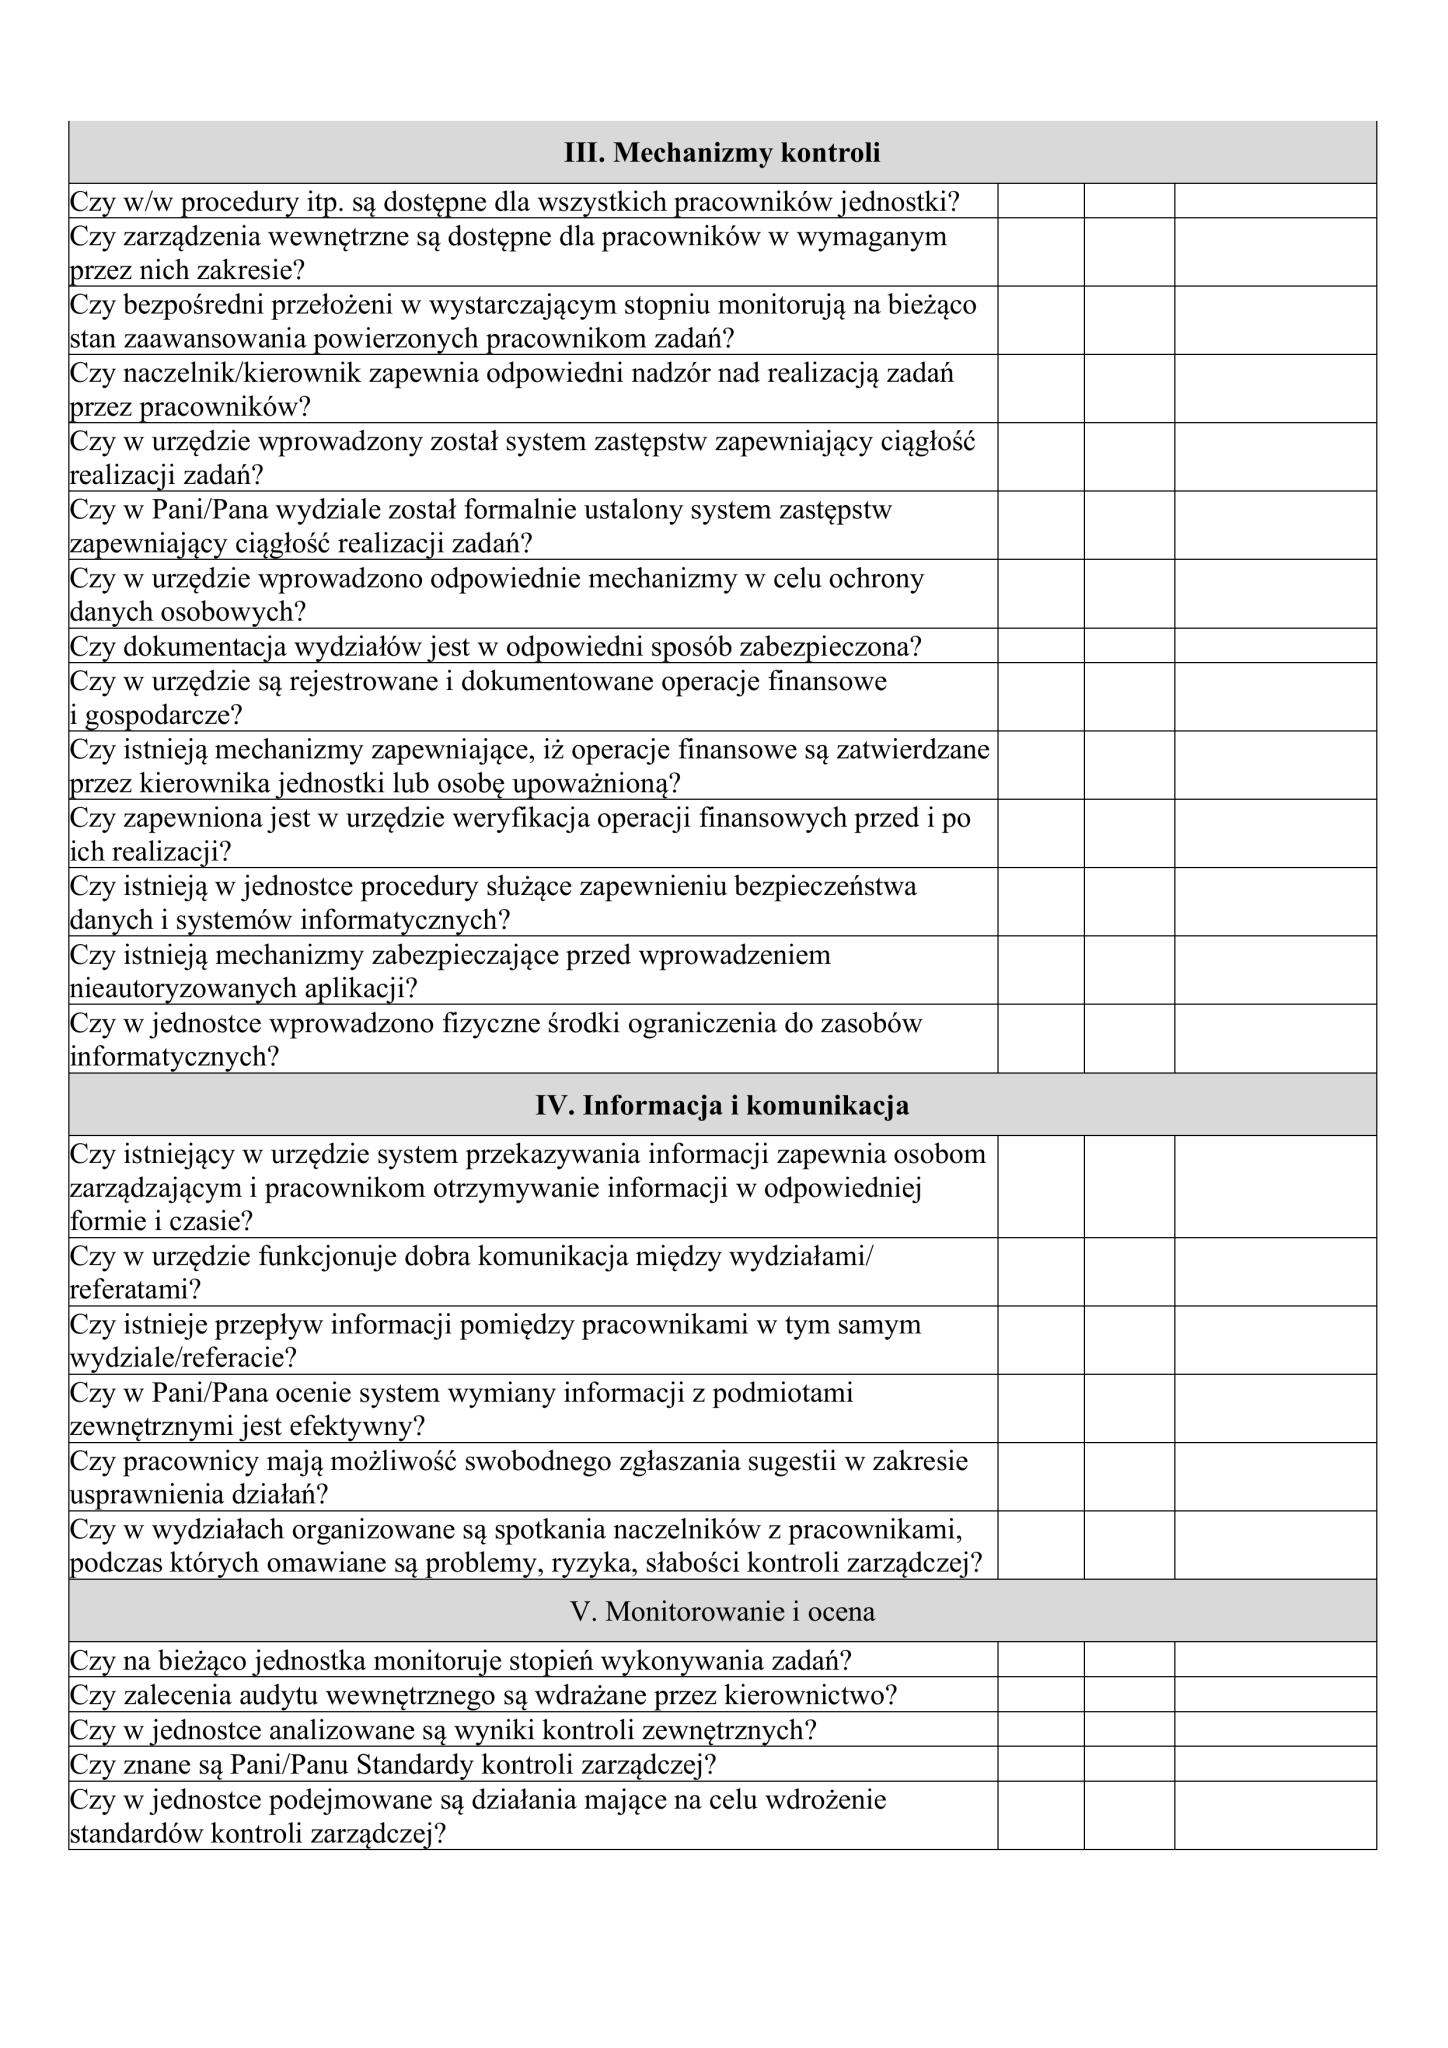 III. Mechanizmy kontroli
Czy w/w procedury itp. są dostępne dla wszystkich pracowników jednostki?
Czy zarządzenia wewnętrzne są dostępne dla pracowników w wymaganym
przez nich zakresie?
Czy bezpośredni przełożeni w wystarczającym stopniu monitorują na bieżąco
stan zaawansowania powierzonych pracownikom zadań?
Czy naczelnik/kierownik zapewnia odpowiedni nadzór nad realizacją zadań
przez pracowników?
Czy w urzędzie wprowadzony został system zastępstw zapewniający ciągłość
realizacji zadań?
Czy w Pani/Pana wydziale został formalnie ustalony system zastępstw
zapewniający ciągłość realizacji zadań?
Czy w urzędzie wprowadzono odpowiednie mechanizmy w celu ochrony
danych osobowych?
Czy dokumentacja wydziałów jest w odpowiedni sposób zabezpieczona?
Czy w urzędzie są rejestrowane i dokumentowane operacje finansowe
i gospodarcze?
Czy istnieją mechanizmy zapewniające, iż operacje finansowe są zatwierdzane
przez kierownika jednostki lub osobę upoważnioną?
Czy zapewniona jest w urzędzie weryfikacja operacji finansowych przed i po
ich realizacji?
Czy istnieją w jednostce procedury służące zapewnieniu bezpieczeństwa
danych i systemów informatycznych?
Czy istnieją mechanizmy zabezpieczające przed wprowadzeniem
nieautoryzowanych aplikacji?
Czy w jednostce wprowadzono fizyczne środki ograniczenia do zasobów
informatycznych?
IV. Informacja i komunikacja
Czy istniejący w urzędzie system przekazywania informacji zapewnia osobom
zarządzającym i pracownikom otrzymywanie informacji w odpowiedniej
formie i czasie?
Czy w urzędzie funkcjonuje dobra komunikacja między wydziałami/
referatami?
Czy istnieje przepływ informacji pomiędzy pracownikami w tym samym
wydziale/referacie?
Czy w Pani/Pana ocenie system wymiany informacji z podmiotami
zewnętrznymi jest efektywny?
Czy pracownicy mają możliwość swobodnego zgłaszania sugestii w zakresie
usprawnienia działań?
Czy w wydziałach organizowane są spotkania naczelników z pracownikami,
podczas których omawiane są problemy, ryzyka, słabości kontroli zarządczej?
V. Monitorowanie i ocena
Czy na bieżąco jednostka monitoruje stopień wykonywania zadań?
Czy zalecenia audytu wewnętrznego są wdrażane przez kierownictwo?
Czy w jednostce analizowane są wyniki kontroli zewnętrznych?
Czy znane są Pani/Panu Standardy kontroli zarządczej?
Czy w jednostce podejmowane są działania mające na celu wdrożenie
standardów kontroli zarządczej?